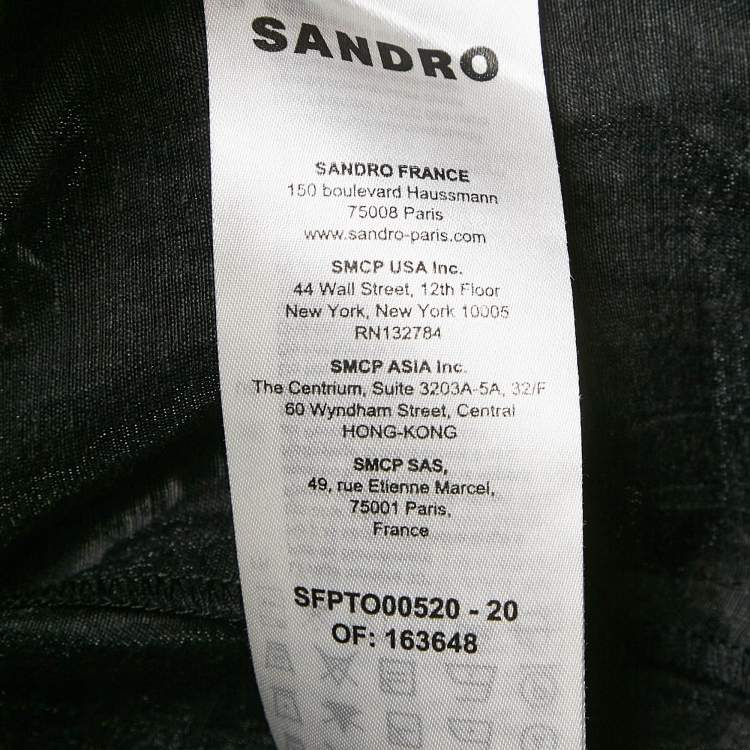 SANDRO
SANDRO FRANCE
150 boulevard Haussmann
75008 Paris
www.sandro-paris.com
SMCP USA Inc.
44 Wall Street, 12th Floor
New York, New York 10005
RN132784
SMCP ASIA Inc.
The Centrium, Suite 3203A-5A, 32/F
60 Wyndham Street, Central
HONG-KONG
SMCP SAS,
49, rue Etienne Marcel,
75001 Paris,
France
SFPTO00520 - 20
OF: 163648